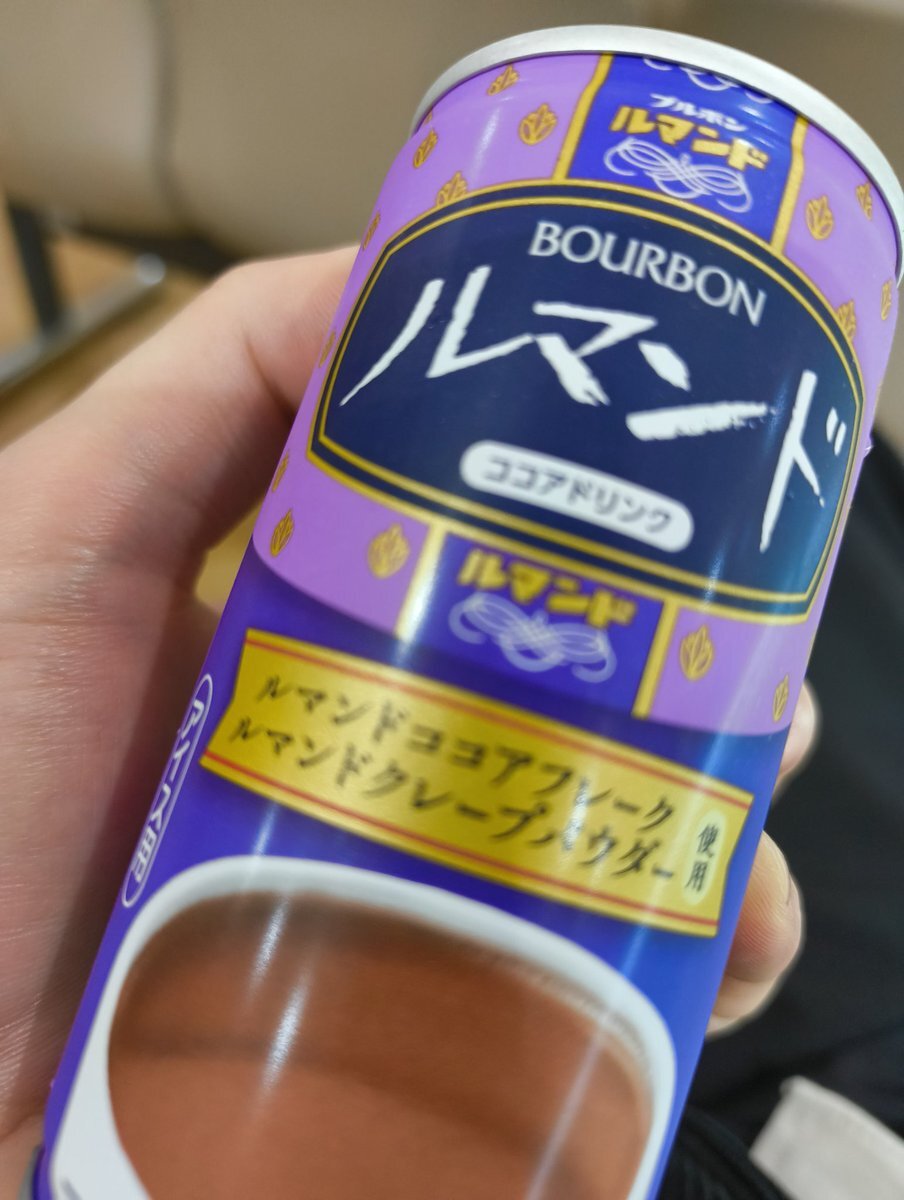 ブルボン
ルマンド
BOURBON
ルマンド
ココアドリンク
ルマンド
ルマンドココアフレーク
ルマンドクレープパウダー
使用
アイス用